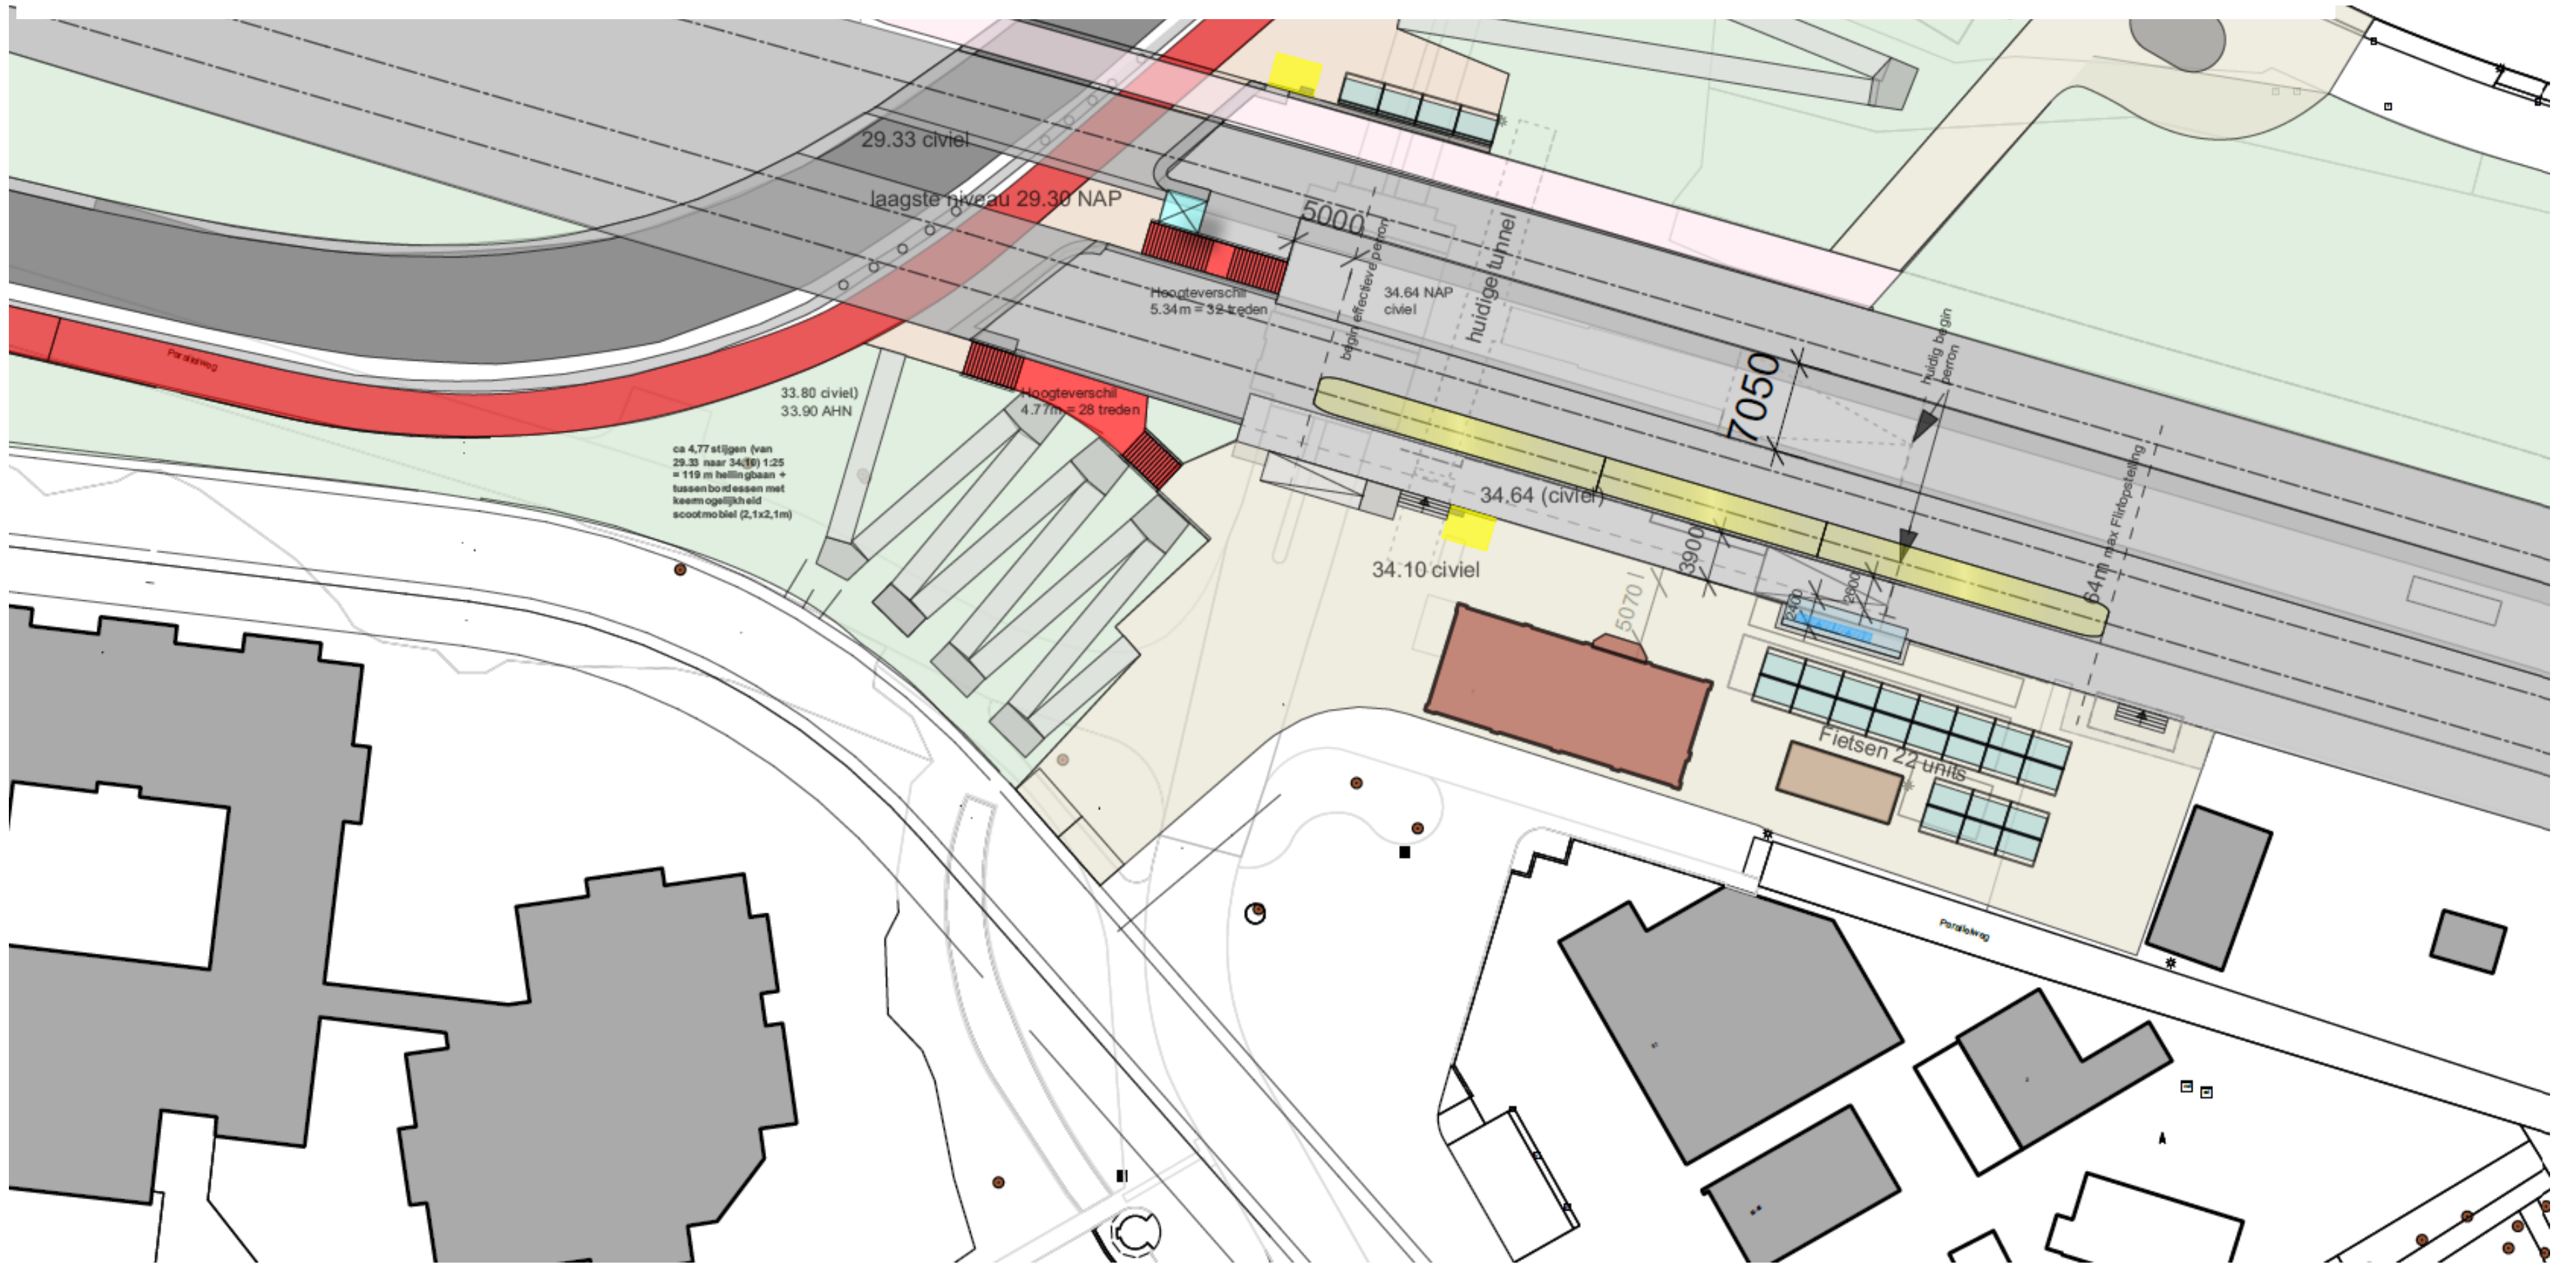 29.33 civiel
laagste niveau 29.30 NAP
5000
begin effectieve perron
huidige tunnel
Hoogteverschil
5.34m = 32 treden
34.64 NAP
civiel
huidig begin
perron
7050
Parallelweg
33.80 civiel)
33.90 AHN
Hoogteverschil
4.77m = 28 treden
ca 4,77 stijgen (van
29.33 naar 34.10) 1:25
= 119 m hellingbaan +
tussenbordessen met
keermogelijkheid
scootmobiel (2,1x2,1m)
34.64 (civiel)
64m max Flirtopstelling
3900
34.10 civiel
5070
2400
2600
Fietsen 22 units
Parallelweg